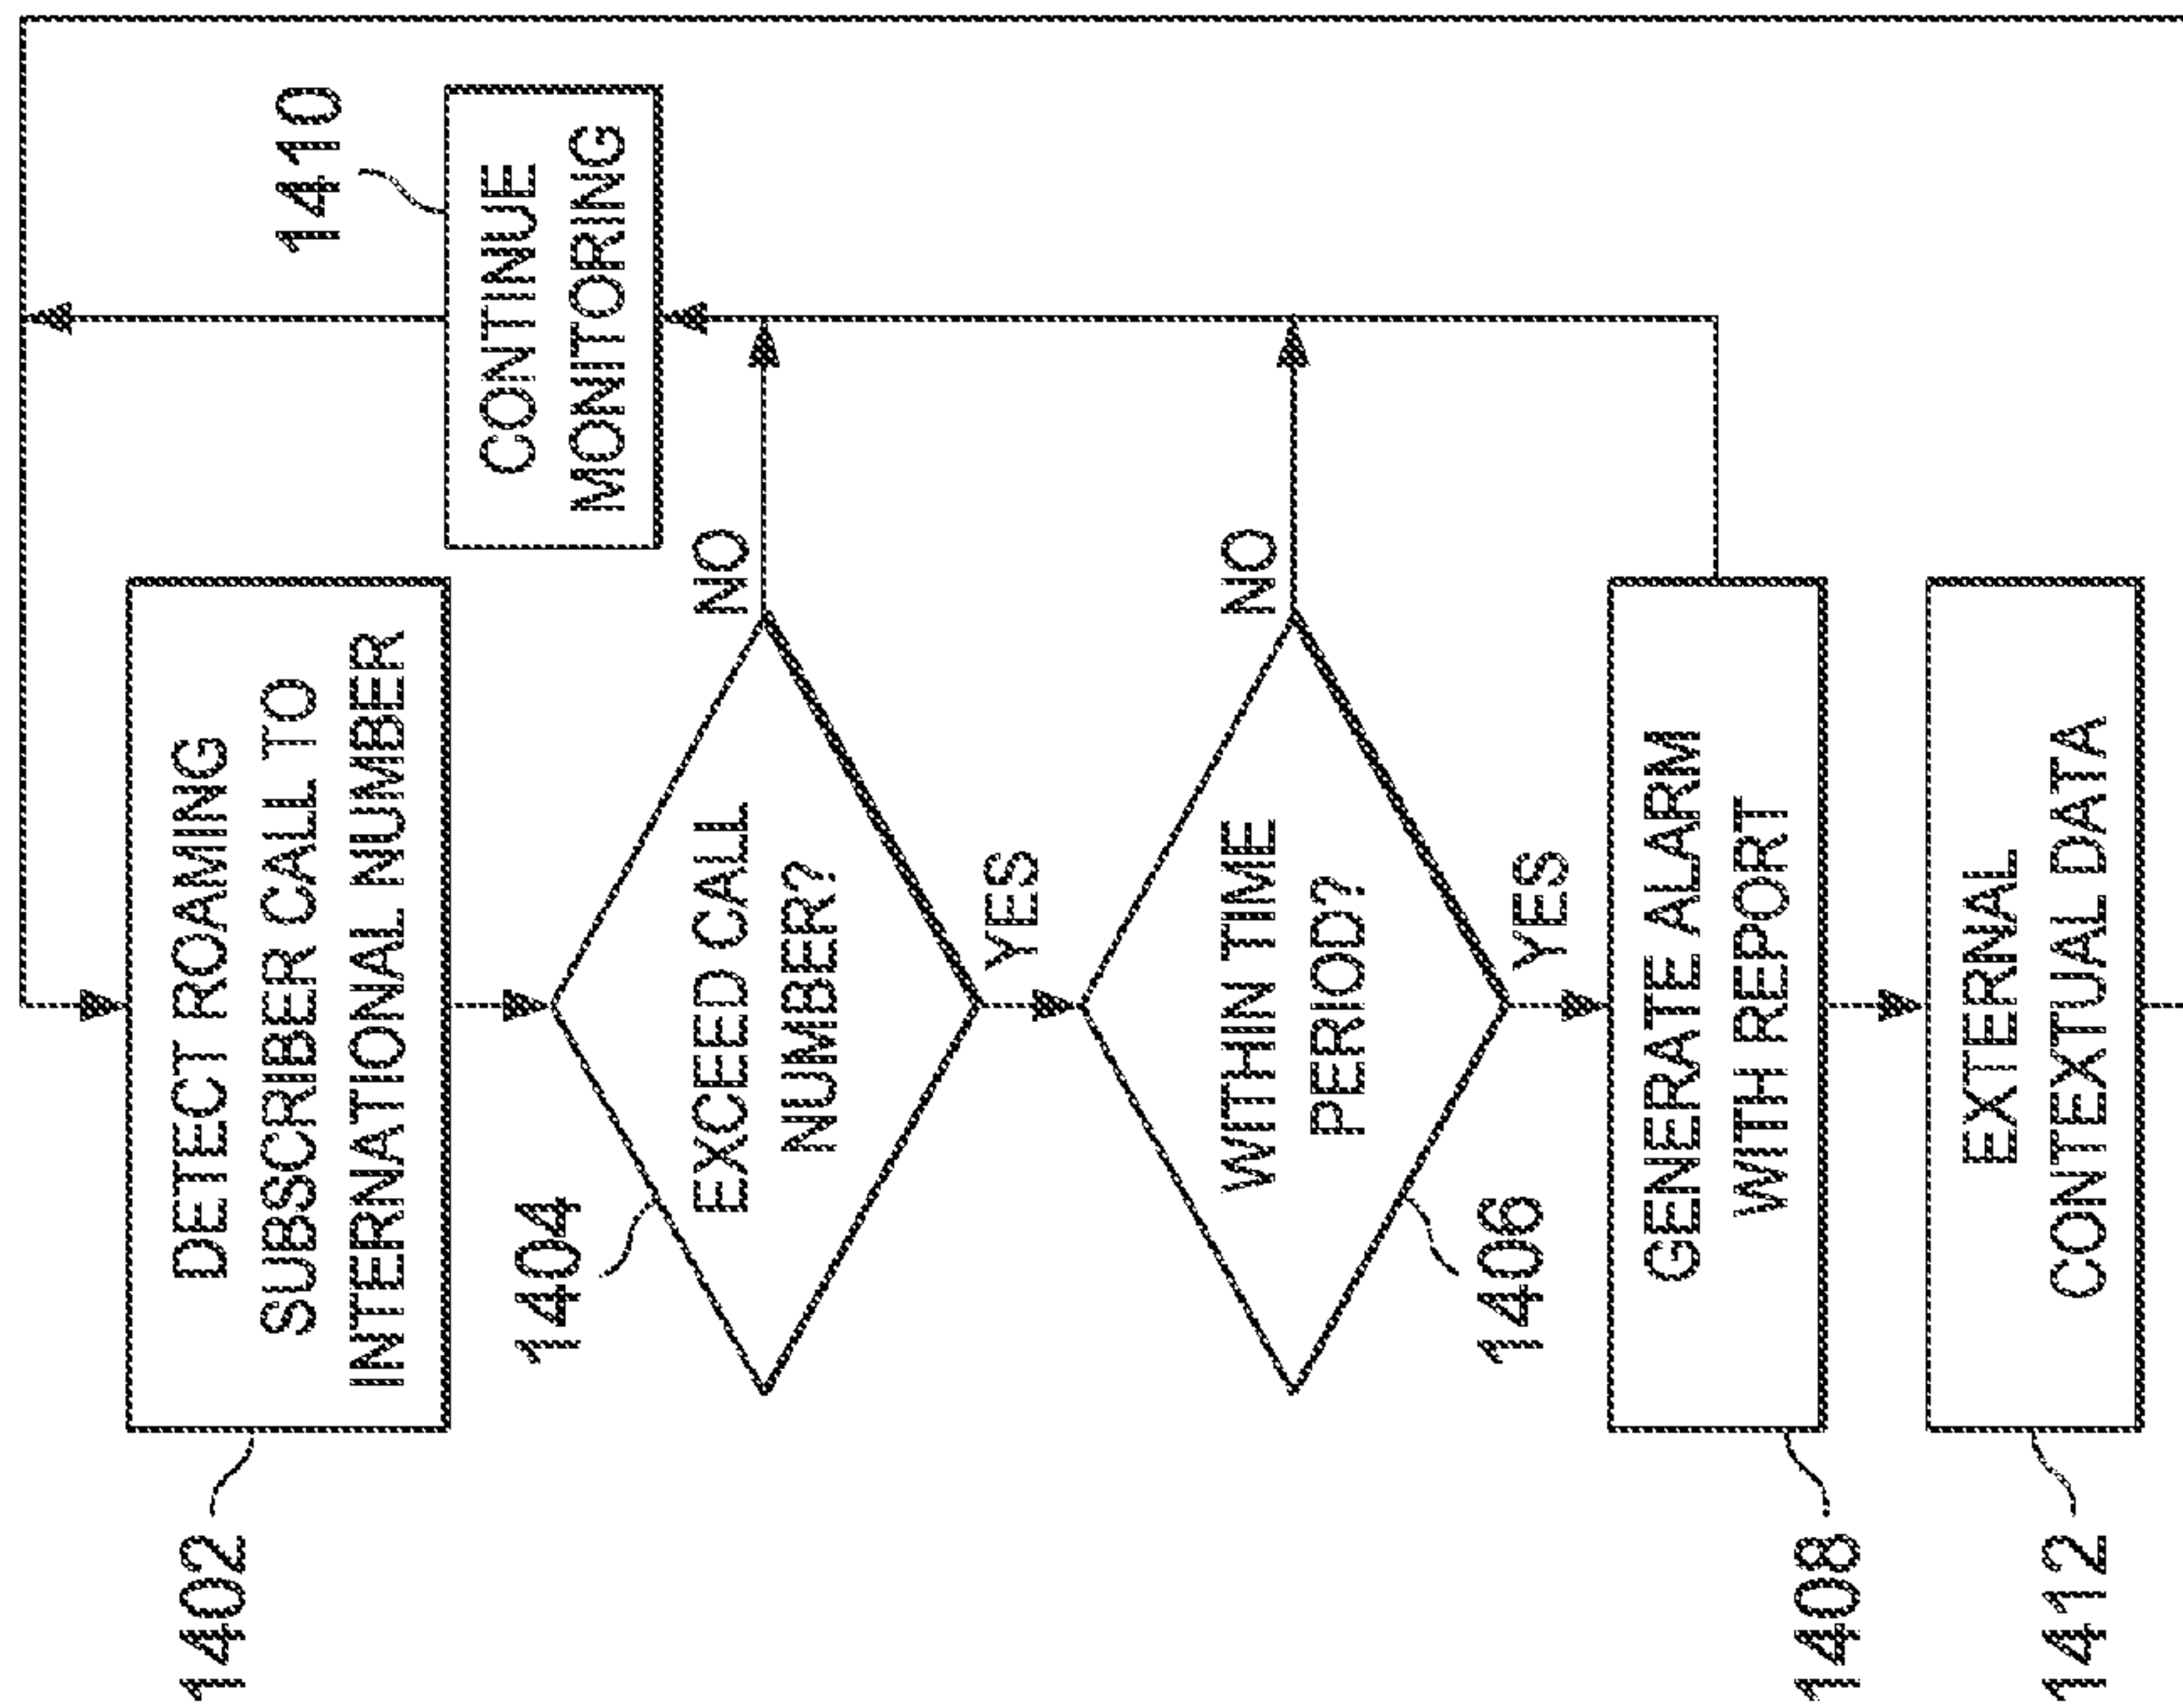 1402
DETECT ROAMING
SUBSCRIBER CALL TO
INTERNATIONAL NUMBER
1404
EXCEED CALL
NUMBER?
NO
YES
1410
CONTINUE
MONITORING
1406
WITHIN TIME
PERIOD?
NO
YES
1408
GENERATE ALARM
WITH REPORT
1412
EXTERNAL
CONTEXTUAL DATA